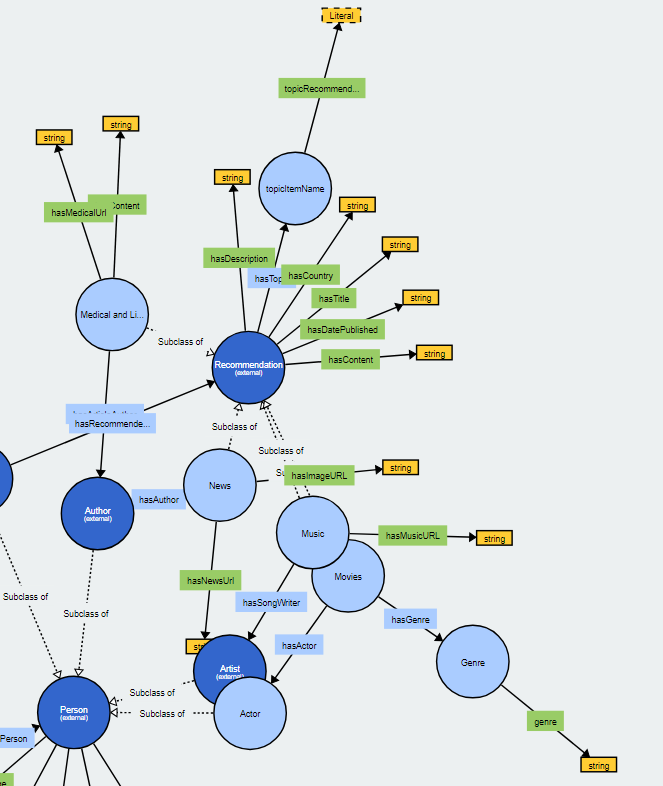 Literal
topicRecommend...
string
string
hasMedicalUrl
string
topicItemName
string
string
hasDescription
hasCountry
hasTitle
string
hasDatePublished
Medical and Li...
Subclass of
Recommendation
(external)
hasContent
string
hasRecommende...
Subclass of
Subclass of
hasImageURL
string
News
hasAuthor
Author
(external)
Music
hasMusicURL
string
Movies
hasNewsUrl
hasSongWriter
Subclass of
Subclass of
hasGenre
hasActor
Artist
(external)
Genre
Subclass of
Person
(external)
Subclass of
Actor
genre
string
Person